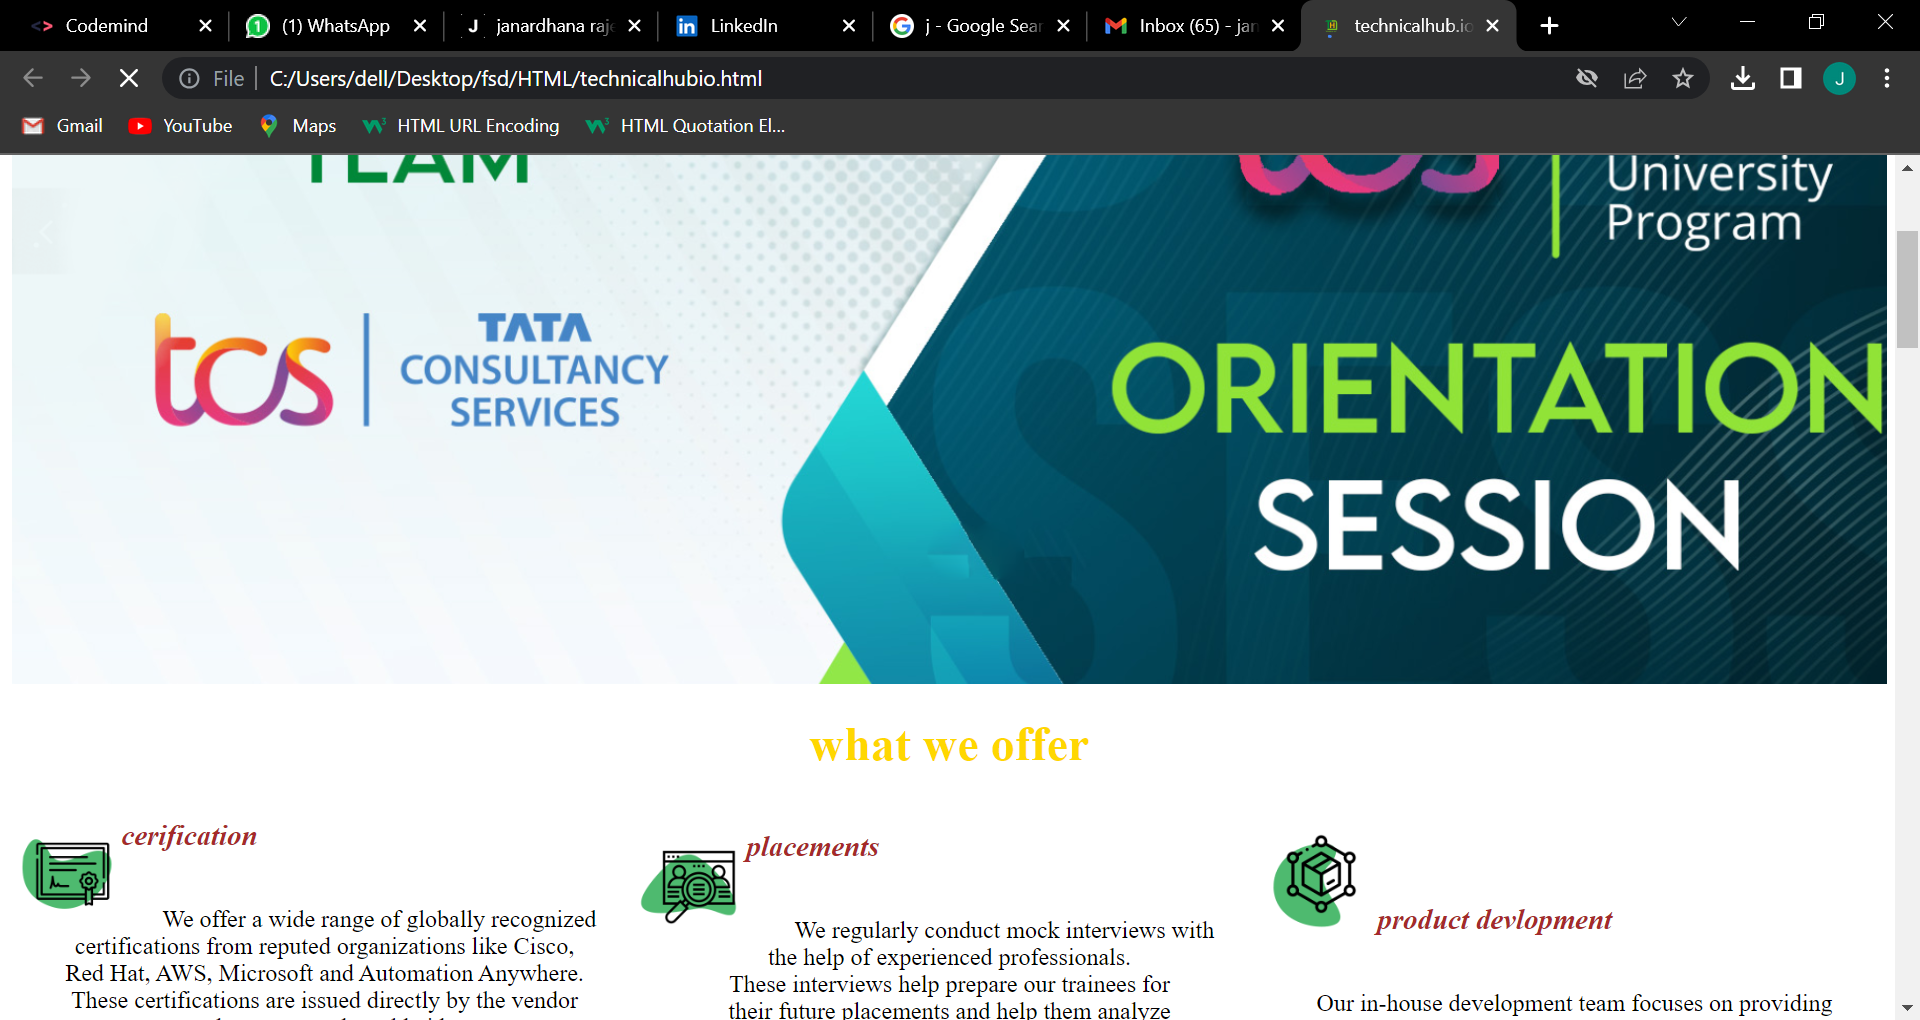 Codemind
(1) WhatsApp
janardhana raje
LinkedIn
j - Google Sear
Inbox (65) - jan
technicalhub.io
File
C:/Users/dell/Desktop/fsd/HTML/technicalhubio.html
J
Gmail
YouTube
Maps
HTML URL Encoding
HTML Quotation El...
TEAM
tcs
University
Program
tcs
TATA
CONSULTANCY
SERVICES
ORIENTATION
SESSION
what we offer
cerification
We offer a wide range of globally recognized
certifications from reputed organizations like Cisco,
Red Hat, AWS, Microsoft and Automation Anywhere.
These certifications are issued directly by the vendor
placements
We regularly conduct mock interviews with
the help of experienced professionals.
These interviews help prepare our trainees for
their future placements and help them analyze
product devlopment
Our in-house development team focuses on providing